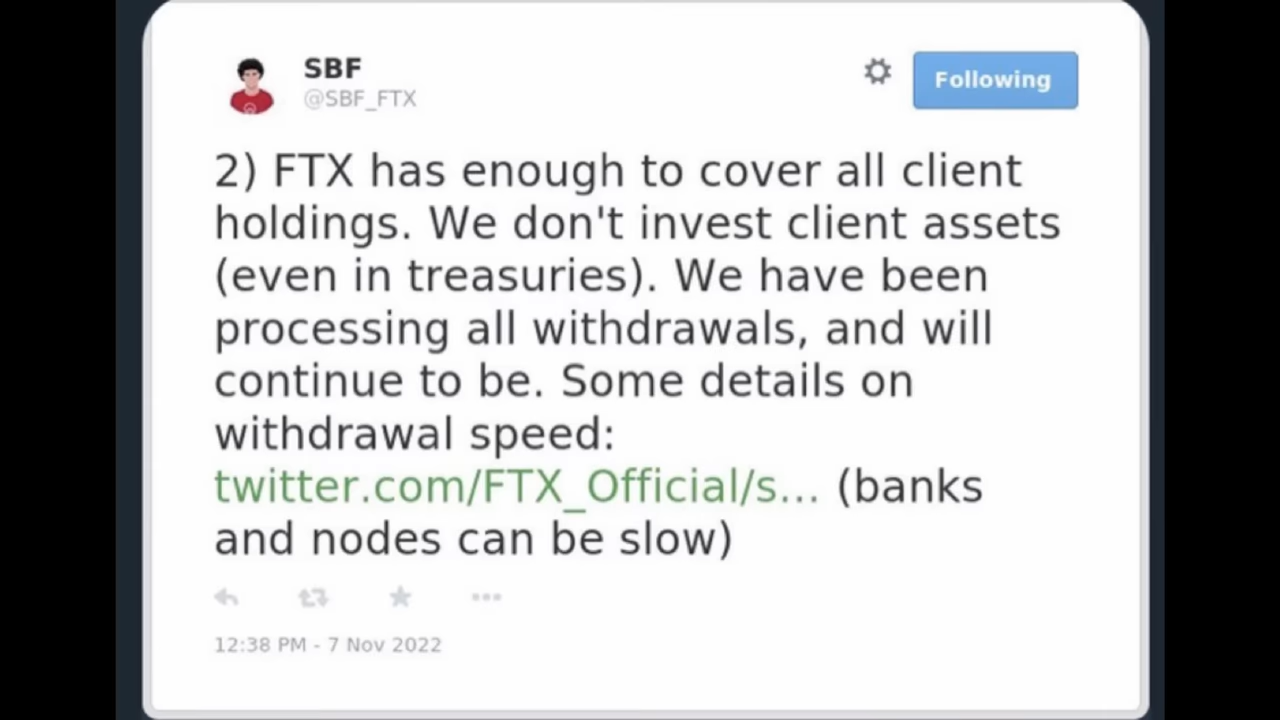 SBF
@SBF_FTX
Following
2) FTX has enough to cover all client
holdings. We don't invest client assets
(even in treasuries). We have been
processing all withdrawals, and will
continue to be. Some details on
withdrawal speed:
twitter.com/FTX_Official/s... (banks
and nodes can be slow)
12:38 PM - 7 Nov 2022